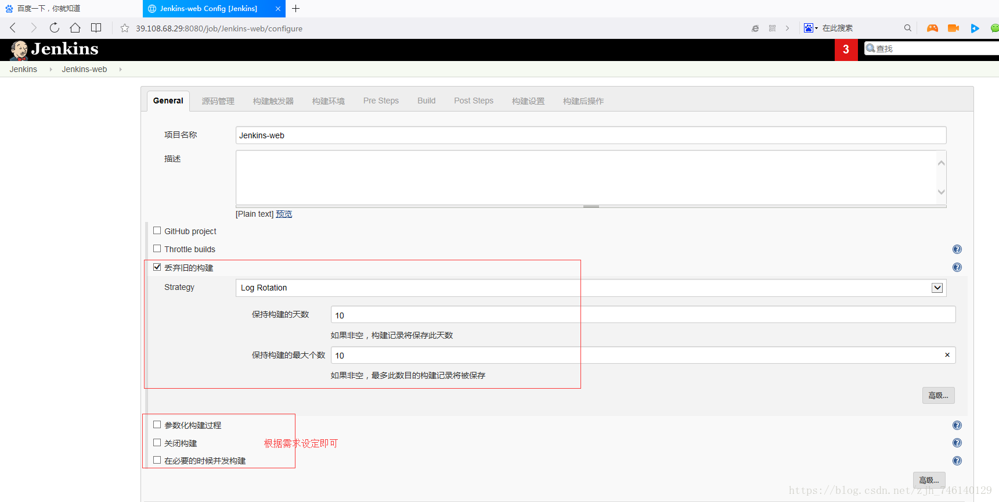 百度一下，你就知道
Jenkins-web Config [Jenkins]
39.108.68.29:8080/job/Jenkins-web/configure
在此搜索
Jenkins
3
查找
Jenkins
Jenkins-web
General
源码管理
构建触发器
构建环境
Pre Steps
Build
Post Steps
构建设置
构建后操作
项目名称
Jenkins-web
描述
[Plain text] 预览
GitHub project
Throttle builds
丢弃旧的构建
Strategy
Log Rotation
保持构建的天数
10
如果非空，构建记录将保存此天数
保持构建的最大个数
10
如果非空，最多此数目的构建记录将被保存
高级...
参数化构建过程
关闭构建
根据需求设定即可
在必要的时候并发构建
高级...
https://blog.csdn.net/zjh_746140129